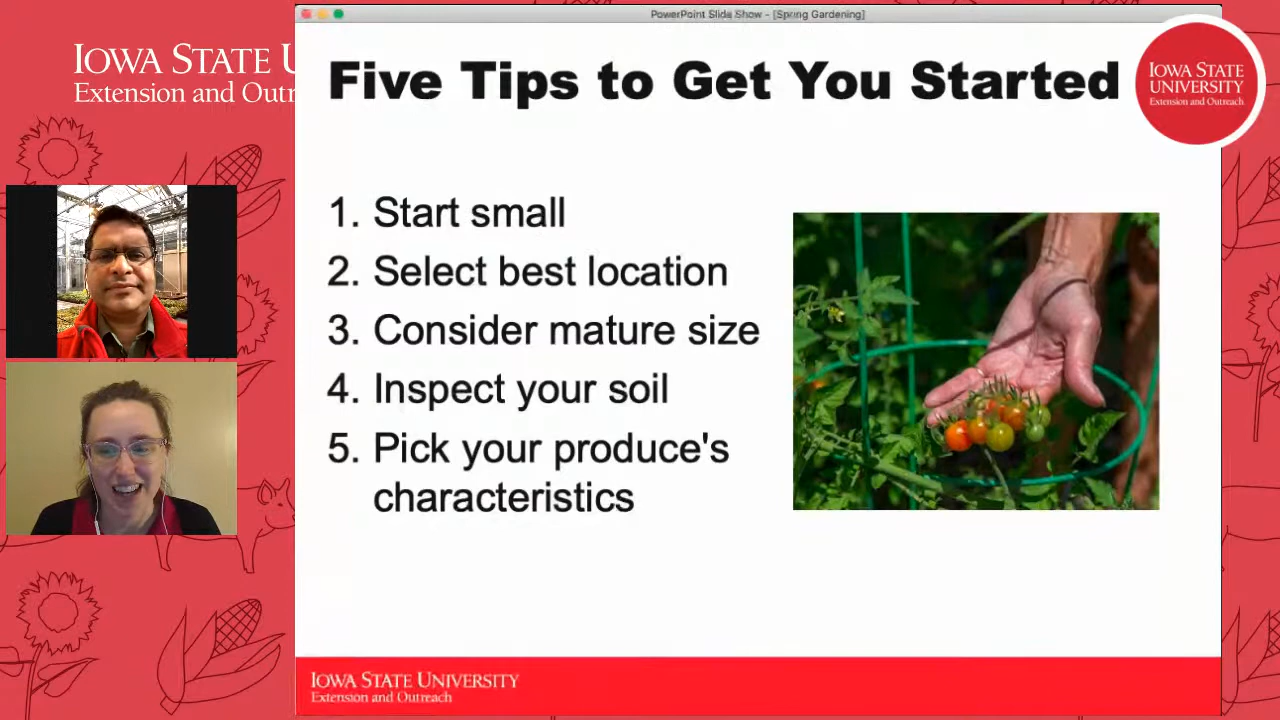 PowerPoint Slide Show - [Spring Gardening]
IOWA STATE U
Extension and Outr
Five Tips to Get You Started
IOWA STATE
UNIVERSITY
Extension and Outreach
1. Start small
2. Select best location
3. Consider mature size
4. Inspect your soil
5. Pick your produce's
characteristics
IOWA STATE UNIVERSITY
Extension and Outreach